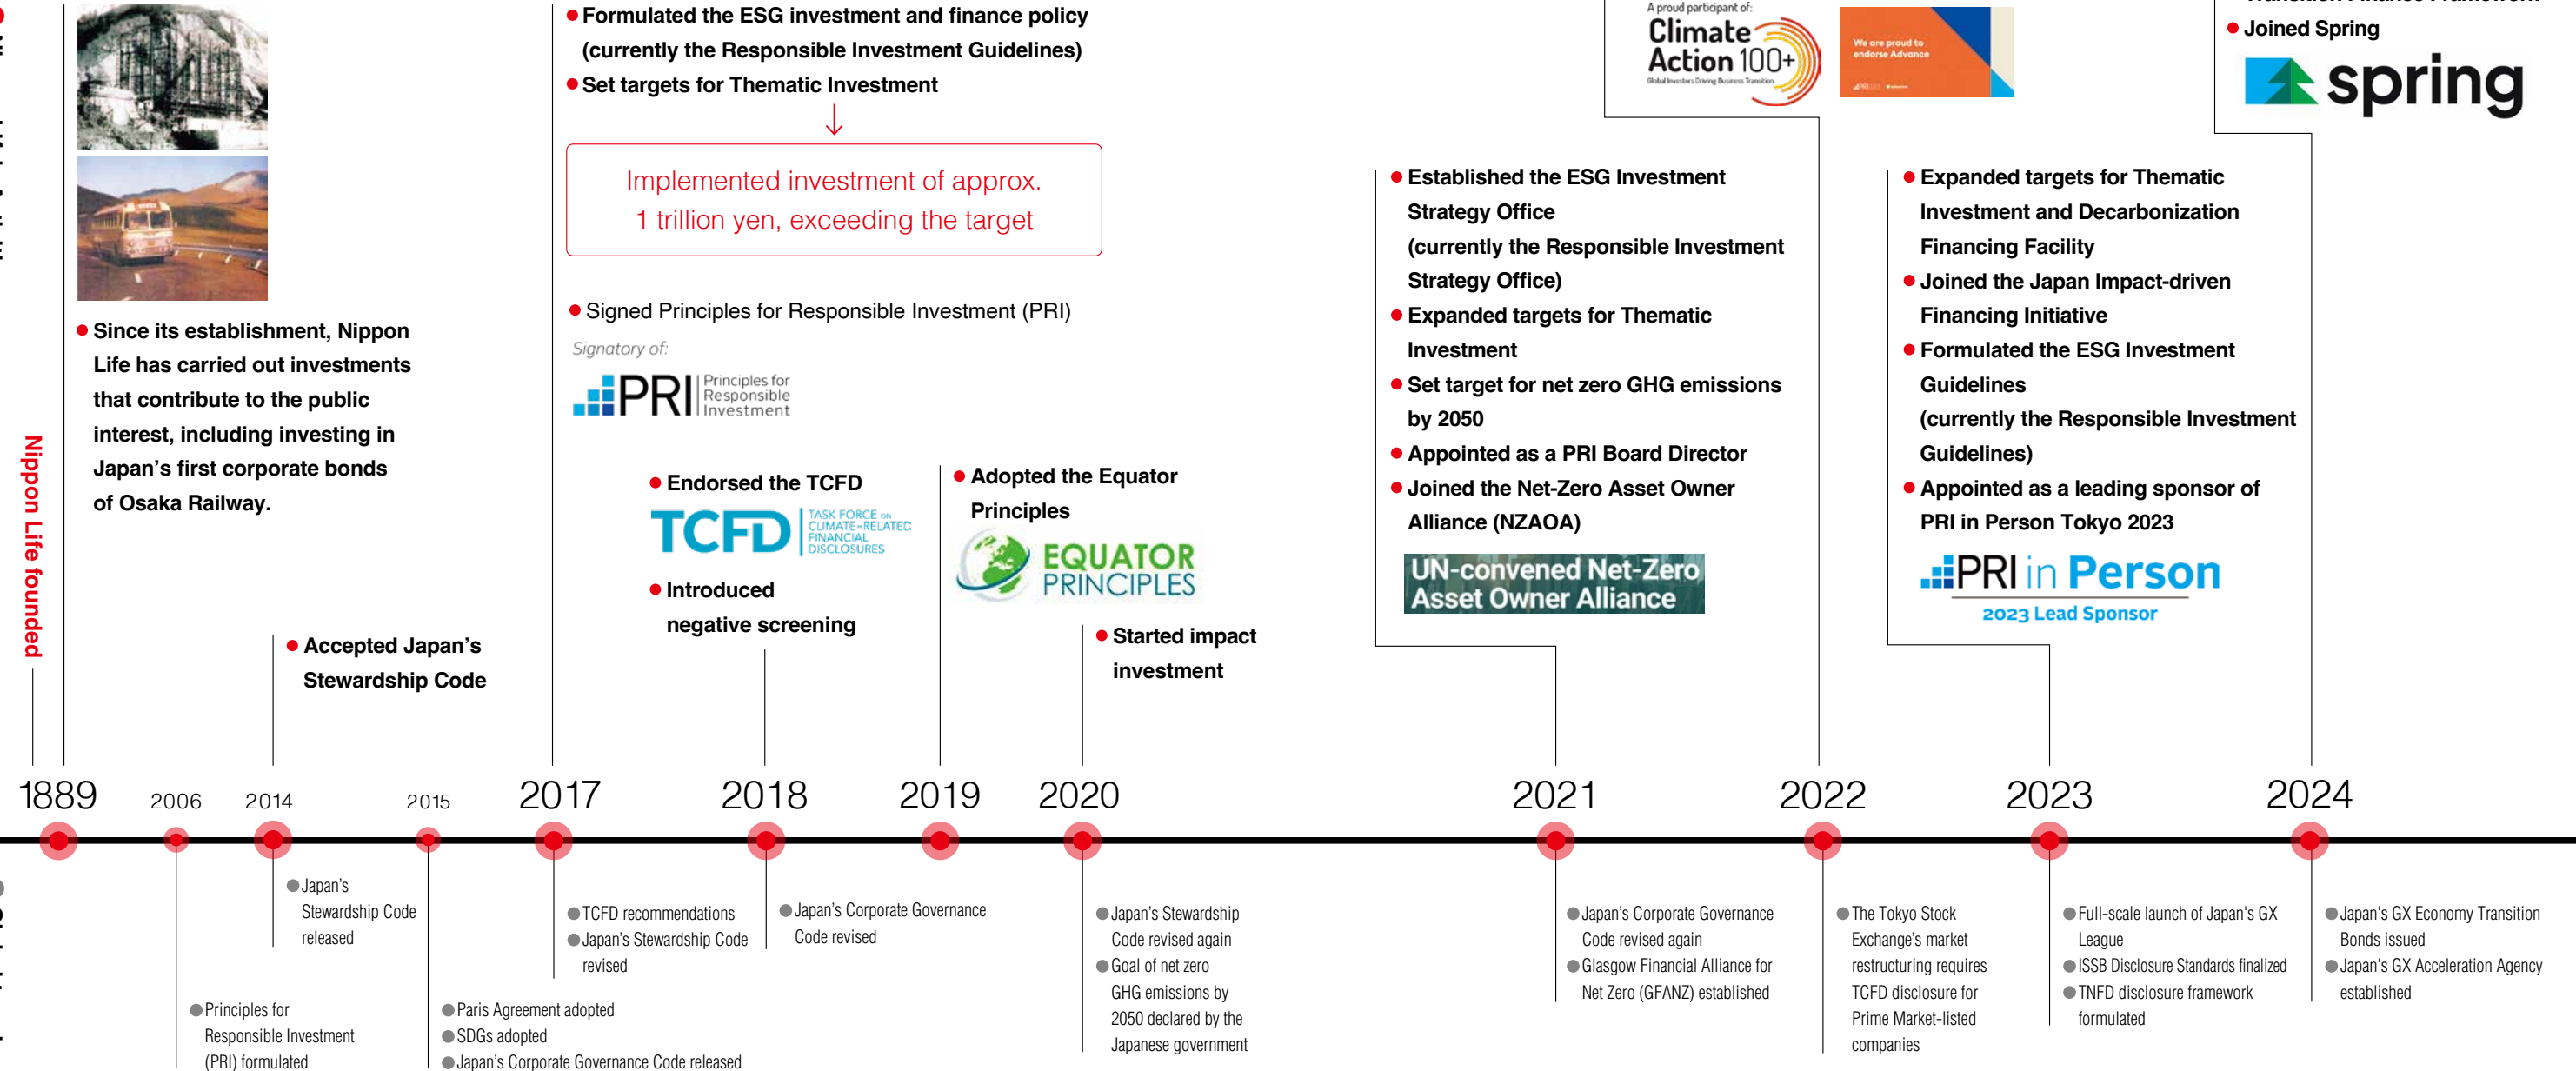 Nippon Life founded
Since its establishment, Nippon
Life has carried out investments
that contribute to the public
interest, including investing in
Japan's first corporate bonds
of Osaka Railway.
Accepted Japan's
Stewardship Code
Formulated the ESG investment and finance policy
(currently the Responsible Investment Guidelines)
Set targets for Thematic Investment
Implemented investment of approx.
1 trillion yen, exceeding the target
Signed Principles for Responsible Investment (PRI)
Signatory of:
PRI
Principles for
Responsible
Investment
Endorsed the TCFD
TCFD
TASK FORCE ON
CLIMATE-RELATED
FINANCIAL
DISCLOSURES
Introduced
negative screening
Adopted the Equator
Principles
EQUATOR
PRINCIPLES
Started impact
investment
Established the ESG Investment
Strategy Office
(currently the Responsible Investment
Strategy Office)
Expanded targets for Thematic
Investment
Set target for net zero GHG emissions
by 2050
Appointed as a PRI Board Director
Joined the Net-Zero Asset Owner
Alliance (NZAOA)
UN-convened Net-Zero
Asset Owner Alliance
A proud participant of:
Climate
Action 100+
Global Investors Driving Business Transition
We are proud to
endorse Advance
Expanded targets for Thematic
Investment and Decarbonization
Financing Facility
Joined the Japan Impact-driven
Financing Initiative
Formulated the ESG Investment
Guidelines
(currently the Responsible Investment
Guidelines)
Appointed as a leading sponsor of
PRI in Person Tokyo 2023
PRI in Person
2023 Lead Sponsor
Joined Spring
spring
1889
2006
2014
2015
2017
2018
2019
2020
2021
2022
2023
2024
Principles for
Responsible Investment
(PRI) formulated
Japan's
Stewardship Code
released
Paris Agreement adopted
SDGs adopted
Japan's Corporate Governance Code released
TCFD recommendations
Japan's Stewardship Code
revised
Japan's Corporate Governance
Code revised
Japan's Stewardship
Code revised again
Goal of net zero
GHG emissions by
2050 declared by the
Japanese government
Japan's Corporate Governance
Code revised again
Glasgow Financial Alliance for
Net Zero (GFANZ) established
The Tokyo Stock
Exchange's market
restructuring requires
TCFD disclosure for
Prime Market-listed
companies
Full-scale launch of Japan's GX
League
ISSB Disclosure Standards finalized
TNFD disclosure framework
formulated
Japan's GX Economy Transition
Bonds issued
Japan's GX Acceleration Agency
established